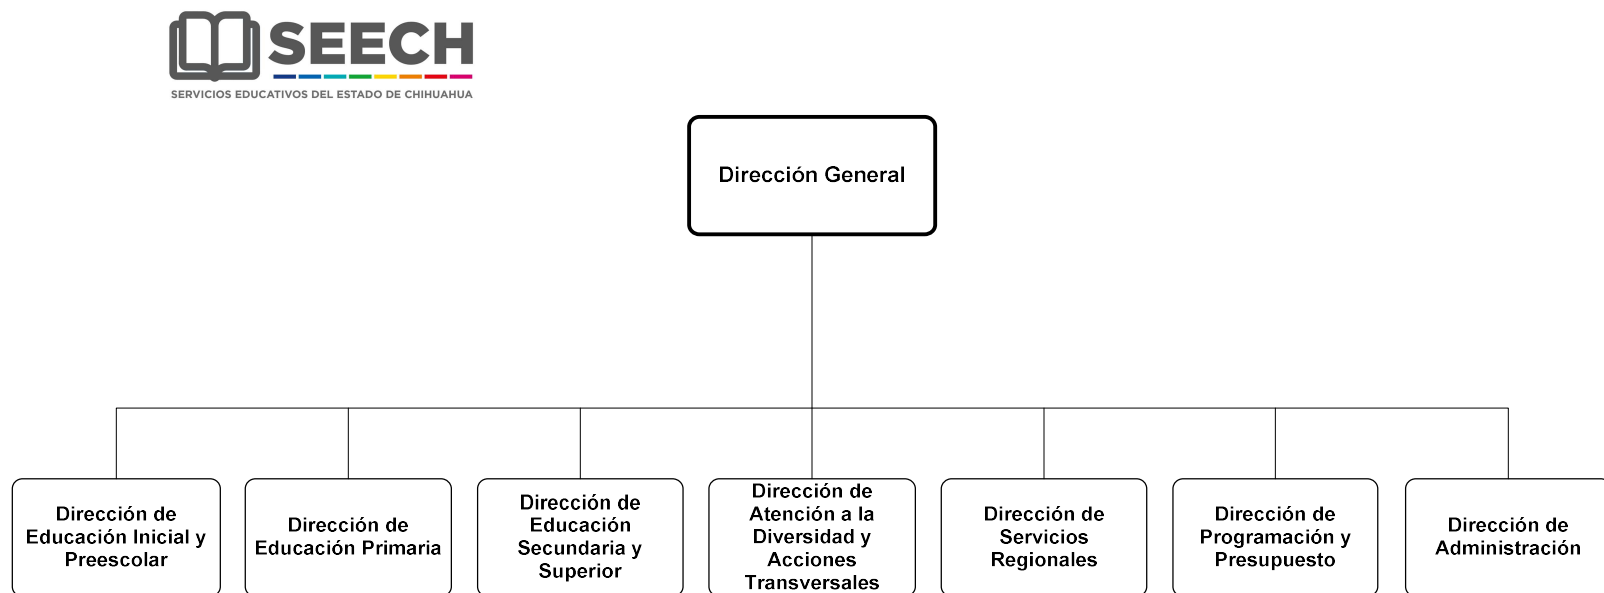 SEECH
SERVICIOS EDUCATIVOS DEL ESTADO DE CHIHUAHUA
Dirección General
Dirección de
Educación Inicial y
Preescolar
Dirección de
Educación Primaria
Dirección de
Educación
Secundaria y
Superior
Dirección de
Atención a la
Diversidad y
Acciones
Transversales
Dirección de
Servicios
Regionales
Dirección de
Programación y
Presupuesto
Dirección de
Administración